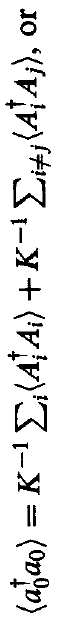 ⟨a₀†a₀⟩ = K⁻¹ ∑ᵢ⟨Aᵢ†Aᵢ⟩ + K⁻¹ ∑ᵢ≠ⱼ⟨Aᵢ†Aⱼ⟩, or